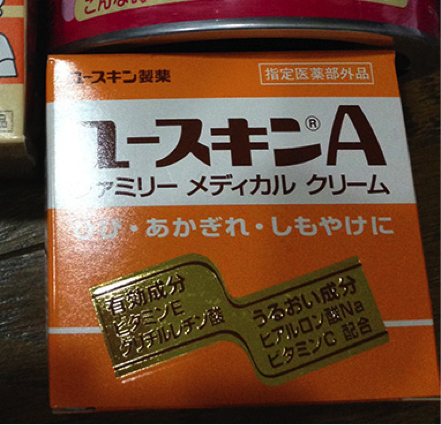 こんな
ユースキン製薬
指定医薬部外品
ユースキン®A
ファミリー メディカル クリーム
ひび・あかぎれ・しもやけに
有効成分
ビタミンE
グリチルレチン酸
うるおい成分
ヒアルロン酸Na
ビタミンC 配合